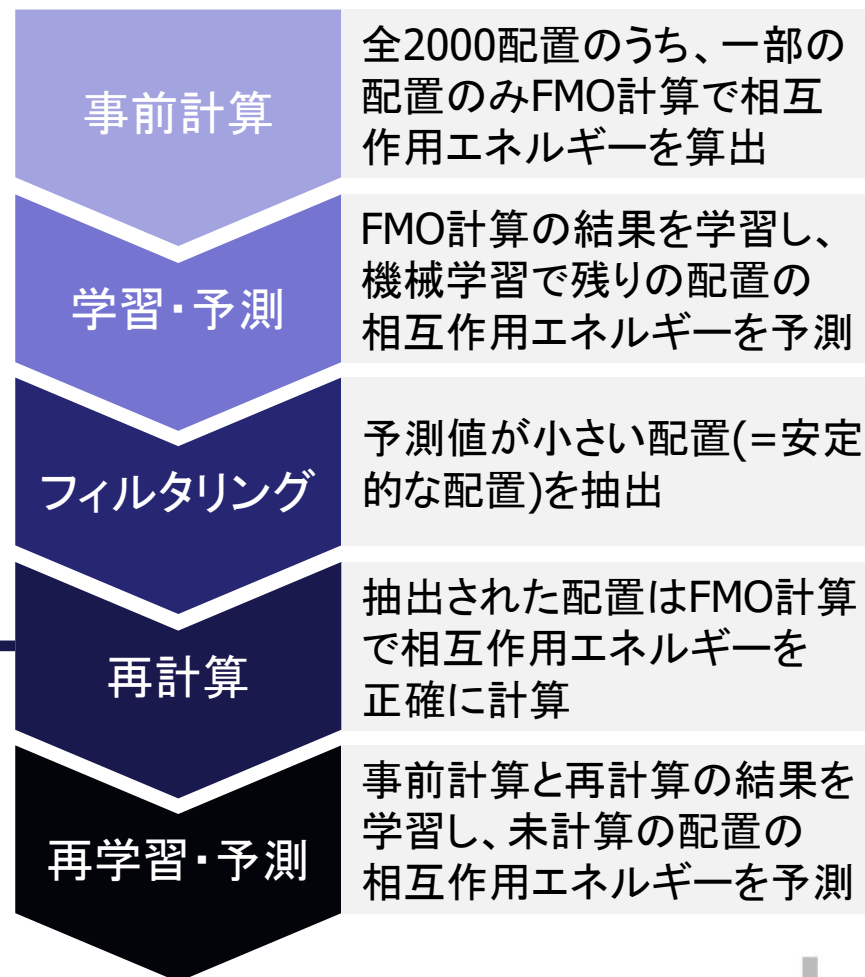 事前計算
全2000配置のうち、一部の
配置のみFMO計算で相互
作用エネルギーを算出
学習・予測
FMO計算の結果を学習し、
機械学習で残りの配置の
相互作用エネルギーを予測
フィルタリング
予測値が小さい配置(=安定
的な配置)を抽出
再計算
抽出された配置はFMO計算
で相互作用エネルギーを
正確に計算
再学習・予測
事前計算と再計算の結果を
学習し、未計算の配置の
相互作用エネルギーを予測